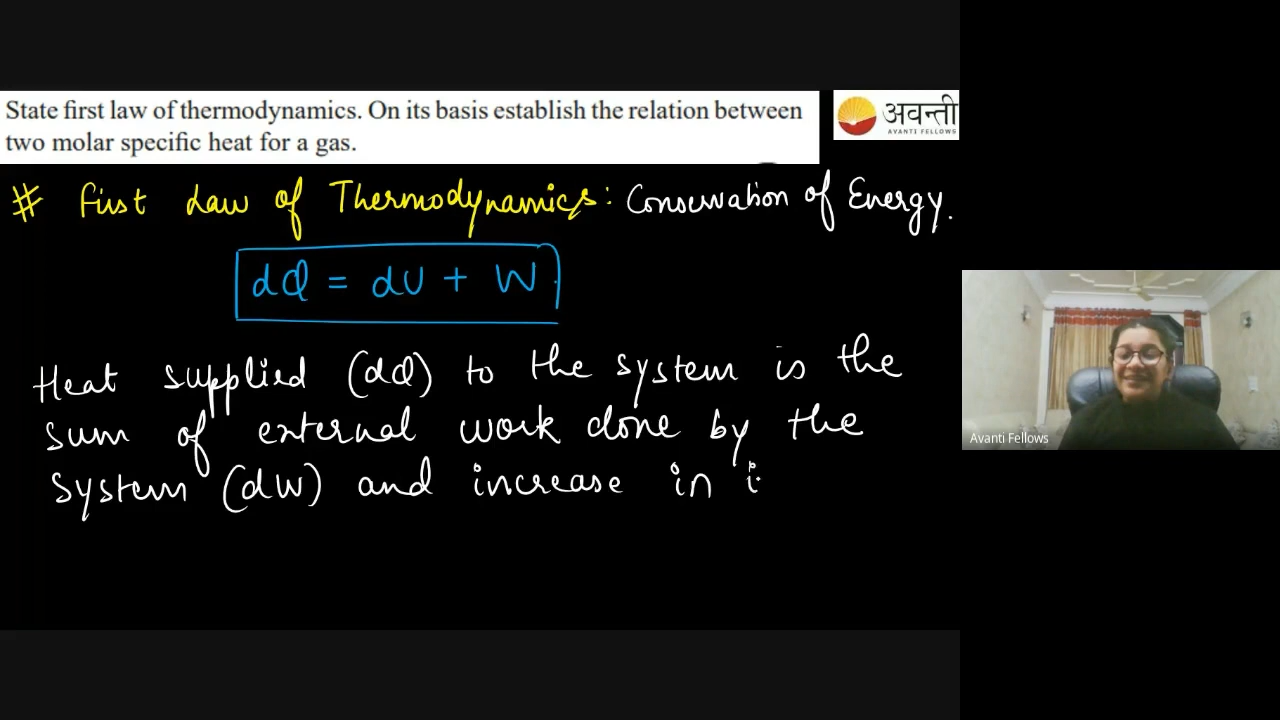 State first law of thermodynamics. On its basis establish the relation between
two molar specific heat for a gas.
अवन्ती
AVANTI FELLOWS
# First Law of Thermodynamics: Conservation of Energy.
dQ = dU + W
Heat supplied (dQ) to the system is the
sum of external work done by the
system (dW) and increase in i
Avanti Fellows